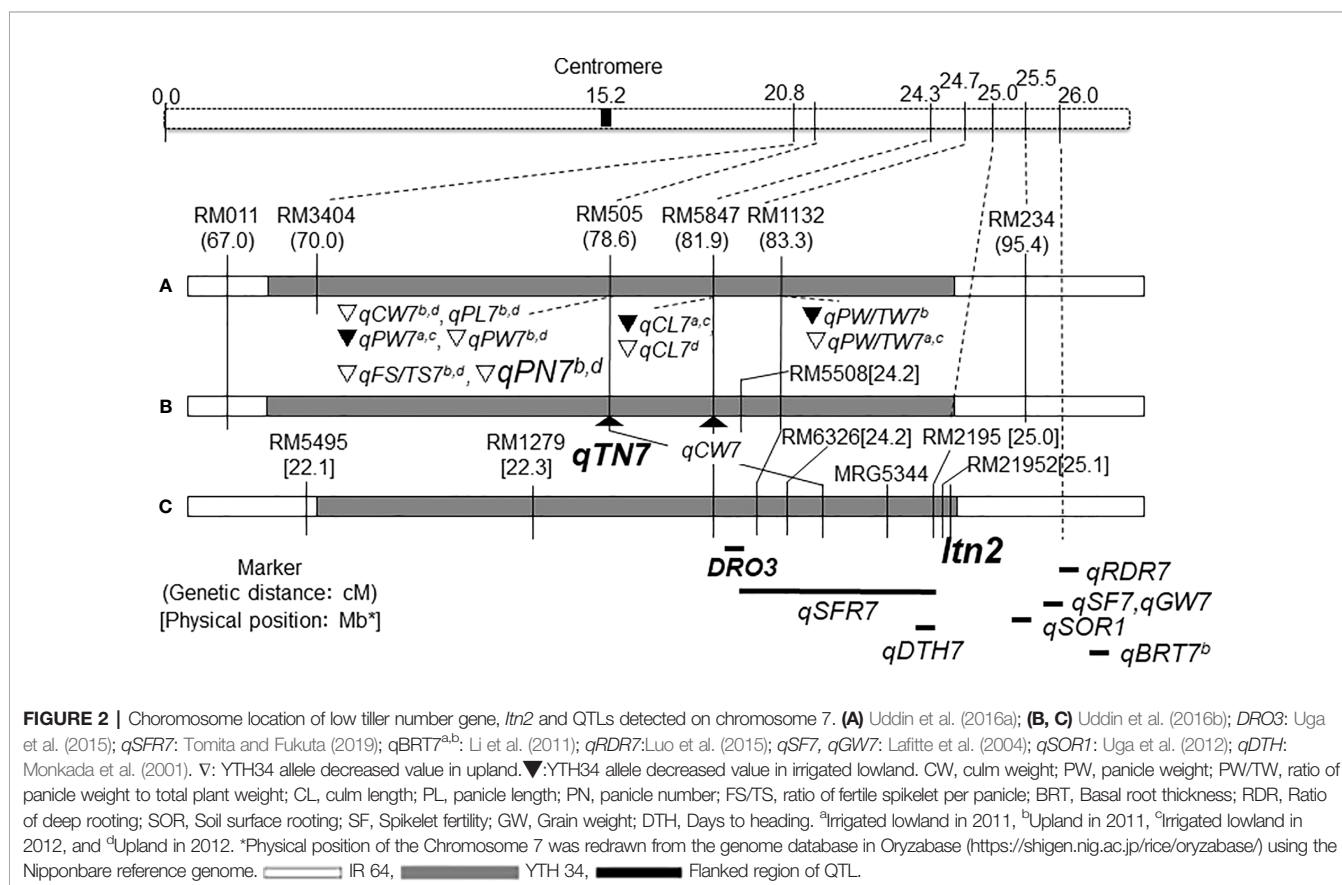 Centromere
0.0 15.2 20.8 24.3 24.7 25.0 25.5 26.0
RM011 RM3404 RM505 RM5847 RM1132 RM234
(67.0) (70.0) (78.6) (81.9) (83.3) (95.4)
A
▽qCW7b,d, qPL7b,d ▼qCL7a,c, ▼qPW/TW7b
▼qPW7a,c, ▽qPW7b,d ▽qCL7d ▽qPW/TW7a,c
▽qFS/TS7b,d, ▽qPN7b,d
RM5508[24.2]
B
RM5495 RM1279 qTN7 qCW7 RM6326[24.2] RM2195 [25.0]
[22.1] [22.3] MRG5344 RM21952[25.1]
C
Marker DRO3 ltn2
(Genetic distance: cM) qRDR7
[Physical position: Mb*] qSFR7 qSF7,qGW7
qSOR1
qDTH7 qBRT7b
FIGURE 2 | Choromosome location of low tiller number gene, ltn2 and QTLs detected on chromosome 7. (A) Uddin et al. (2016a); (B, C) Uddin et al. (2016b); DRO3: Uga
et al. (2015); qSFR7: Tomita and Fukuta (2019); qBRT7a,b: Li et al. (2011); qRDR7:Luo et al. (2015); qSF7, qGW7: Lafitte et al. (2004); qSOR1: Uga et al. (2012); qDTH:
Monkada et al. (2001). ∇: YTH34 allele decreased value in upland.▼:YTH34 allele decreased value in irrigated lowland. CW, culm weight; PW, panicle weight; PW/TW, ratio of
panicle weight to total plant weight; CL, culm length; PL, panicle length; PN, panicle number; FS/TS, ratio of fertile spikelet per panicle; BRT, Basal root thickness; RDR, Ratio
of deep rooting; SOR, Soil surface rooting; SF, Spikelet fertility; GW, Grain weight; DTH, Days to heading. aIrrigated lowland in 2011, bUpland in 2011, cIrrigated lowland in
2012, and dUpland in 2012. *Physical position of the Chromosome 7 was redrawn from the genome database in Oryzabase (https://shigen.nig.ac.jp/rice/oryzabase/) using the
Nipponbare reference genome. IR 64, YTH 34, Flanked region of QTL.